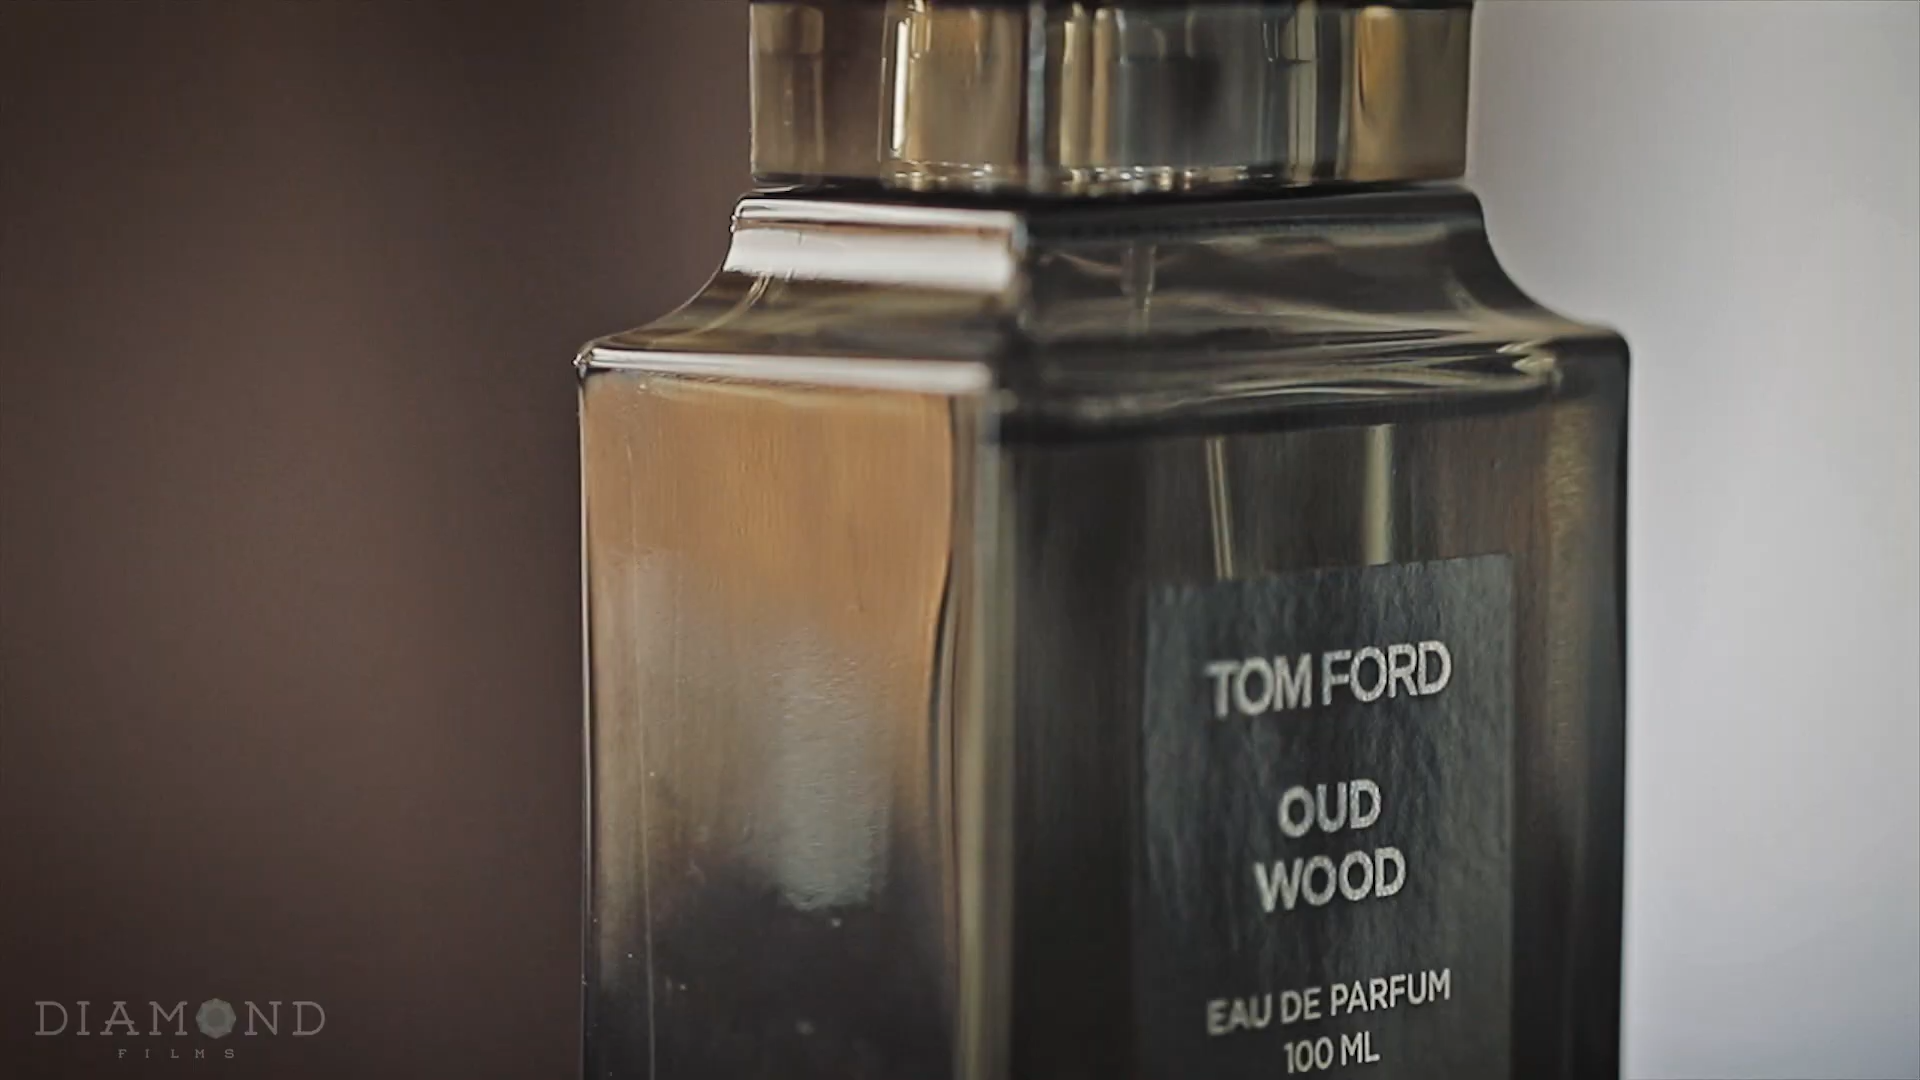 TOM FORD
OUD
WOOD
EAU DE PARFUM
100 ML
DIAMOND
FILMS